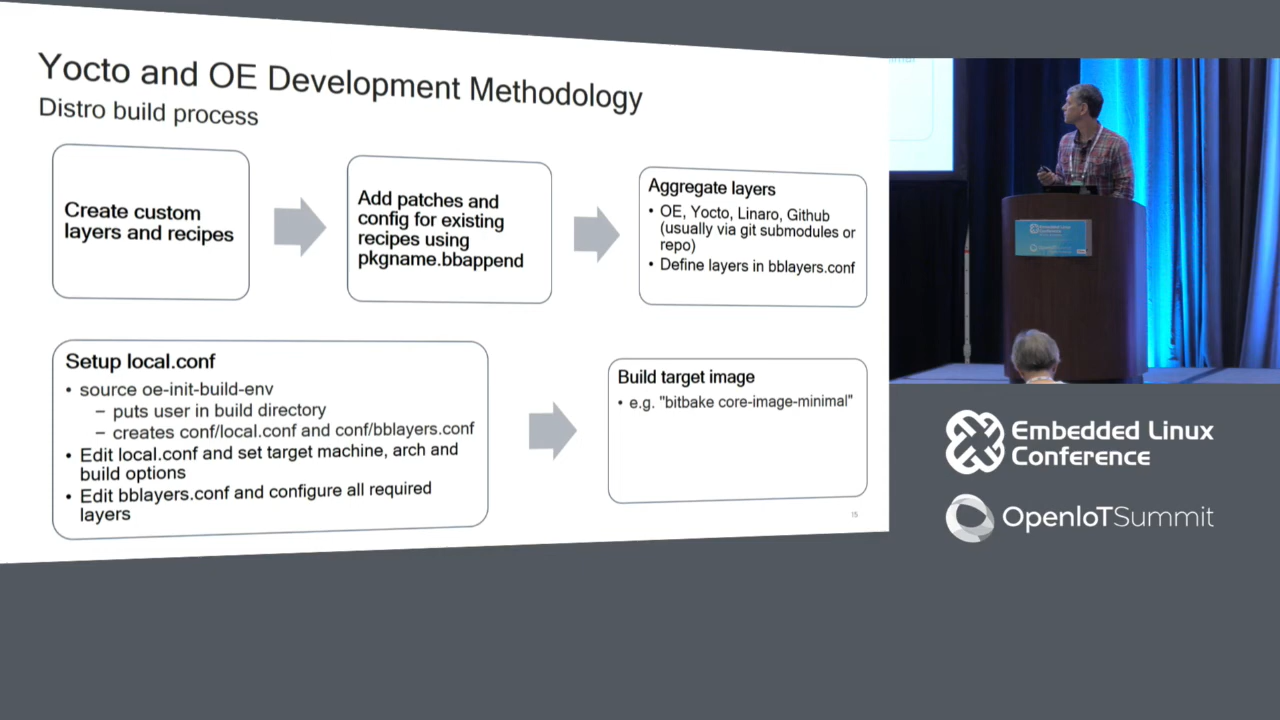 Yocto and OE Development Methodology
Distro build process
Create custom
layers and recipes
Add patches and
config for existing
recipes using
pkgname.bbappend
Aggregate layers
• OE, Yocto, Linaro, Github
(usually via git submodules or
repo)
• Define layers in bblayers.conf
Setup local.conf
• source oe-init-build-env
– puts user in build directory
– creates conf/local.conf and conf/bblayers.conf
• Edit local.conf and set target machine, arch and
build options
• Edit bblayers.conf and configure all required
layers
Build target image
• e.g. "bitbake core-image-minimal"
15
Embedded Linux
Conference
OpenIoTSummit
Embedded Linux
Conference
OpenIoTSummit